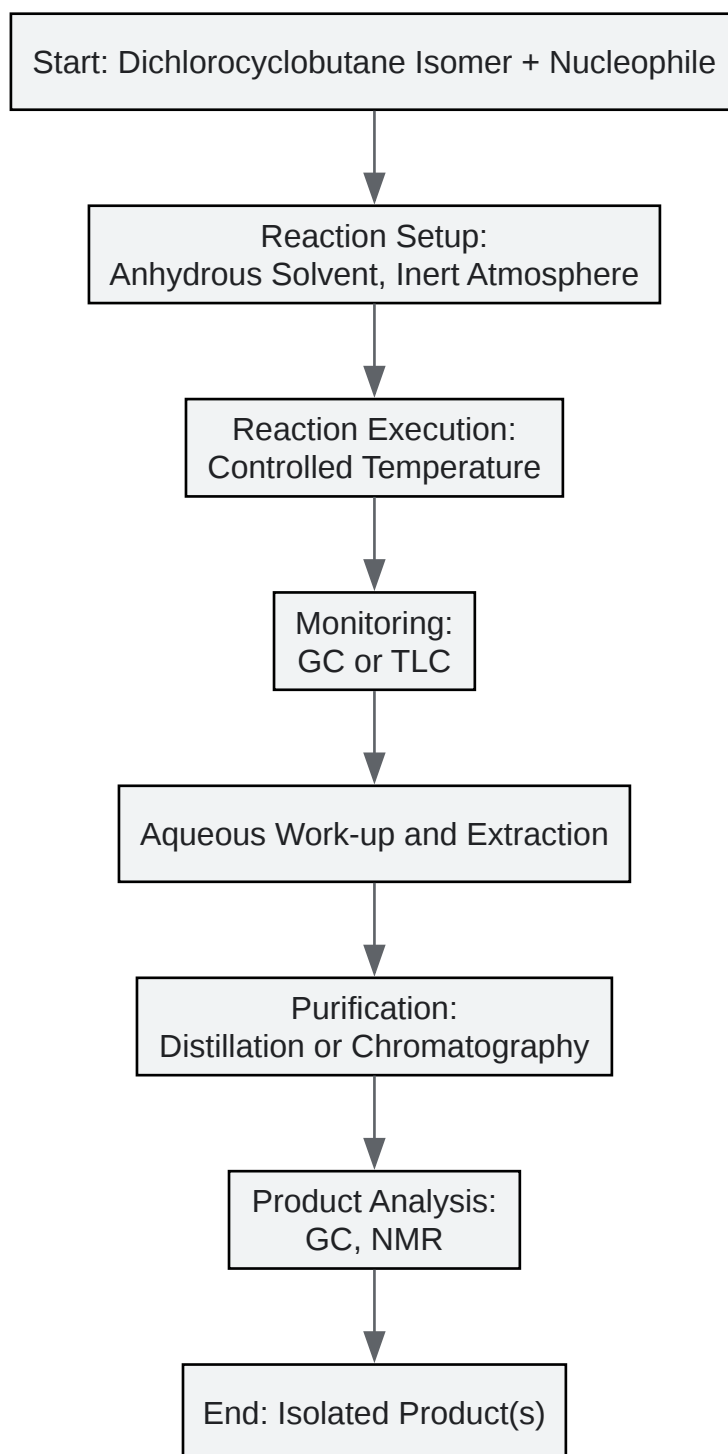 Start: Dichlorocyclobutane Isomer + Nucleophile
Reaction Setup:
Anhydrous Solvent, Inert Atmosphere
Reaction Execution:
Controlled Temperature
Monitoring:
GC or TLC
Aqueous Work-up and Extraction
Purification:
Distillation or Chromatography
Product Analysis:
GC, NMR
End: Isolated Product(s)